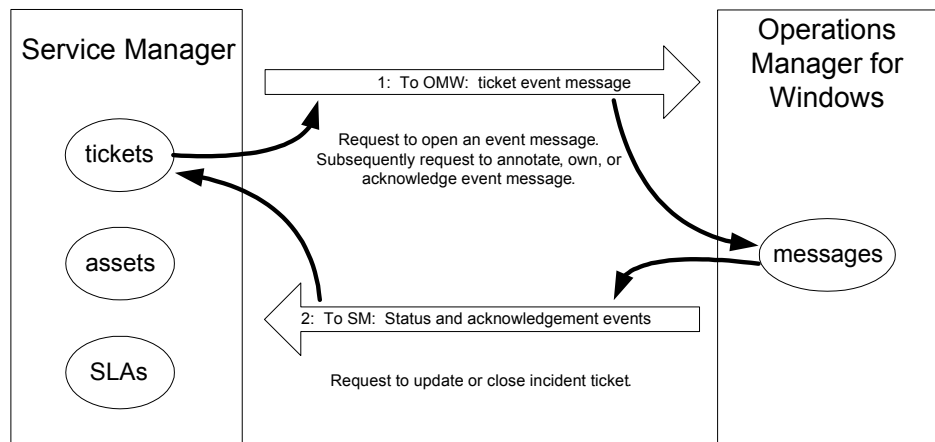 Service Manager
Operations
Manager for
Windows
1: To OMW: ticket event message
Request to open an event message.
Subsequently request to annotate, own, or
acknowledge event message.
tickets
assets
messages
2: To SM: Status and acknowledgement events
SLAs
Request to update or close incident ticket.